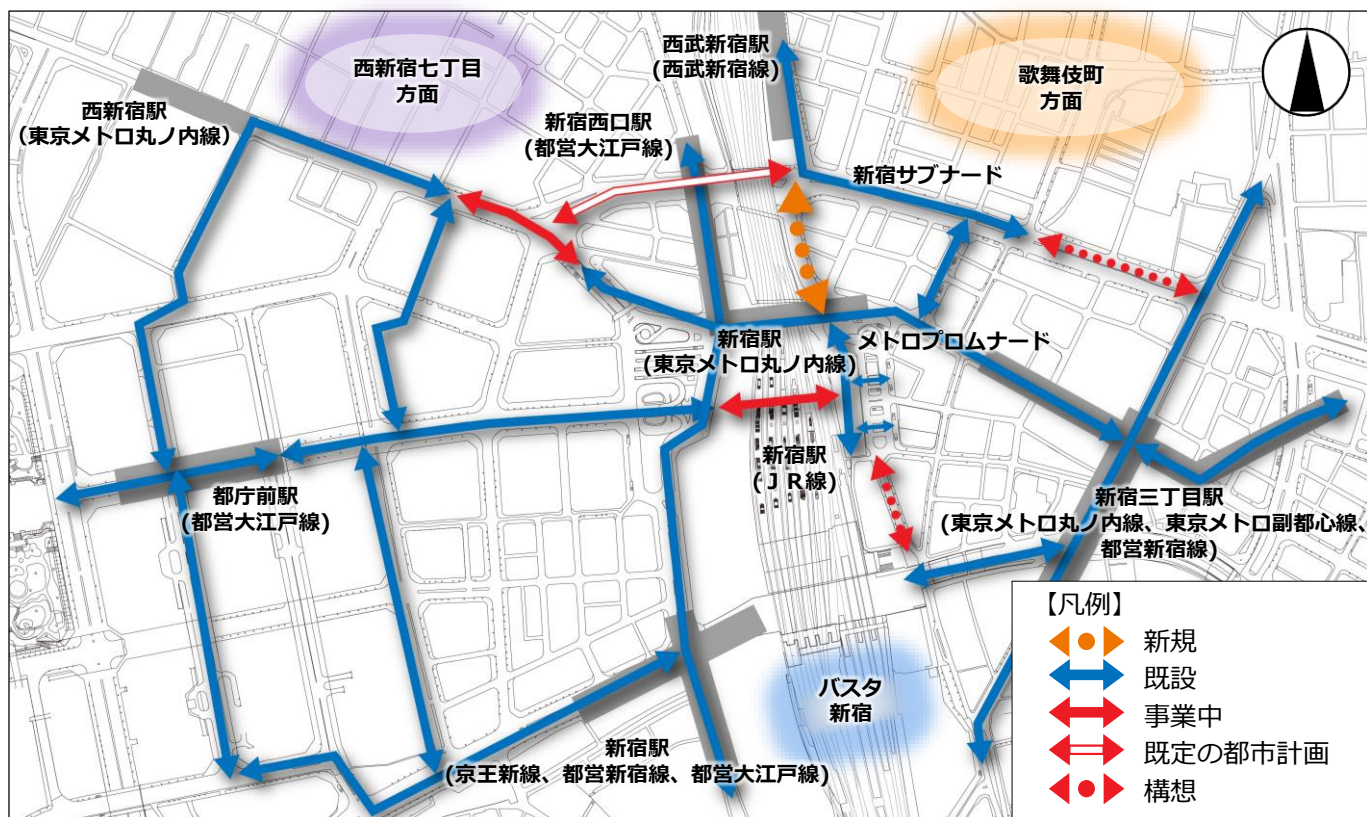 西武新宿駅
(西武新宿線)
西新宿七丁目
方面
歌舞伎町
方面
西新宿駅
(東京メトロ丸ノ内線)
新宿西口駅
(都営大江戸線)
新宿サブナード
新宿駅
(東京メトロ丸ノ内線)
メトロプロムナード
新宿駅
(ＪＲ線)
都庁前駅
(都営大江戸線)
新宿三丁目駅
(東京メトロ丸ノ内線、東京メトロ副都心線、
都営新宿線)
バスタ
新宿
新宿駅
(京王新線、都営新宿線、都営大江戸線)
【凡例】
新規
既設
事業中
既定の都市計画
構想